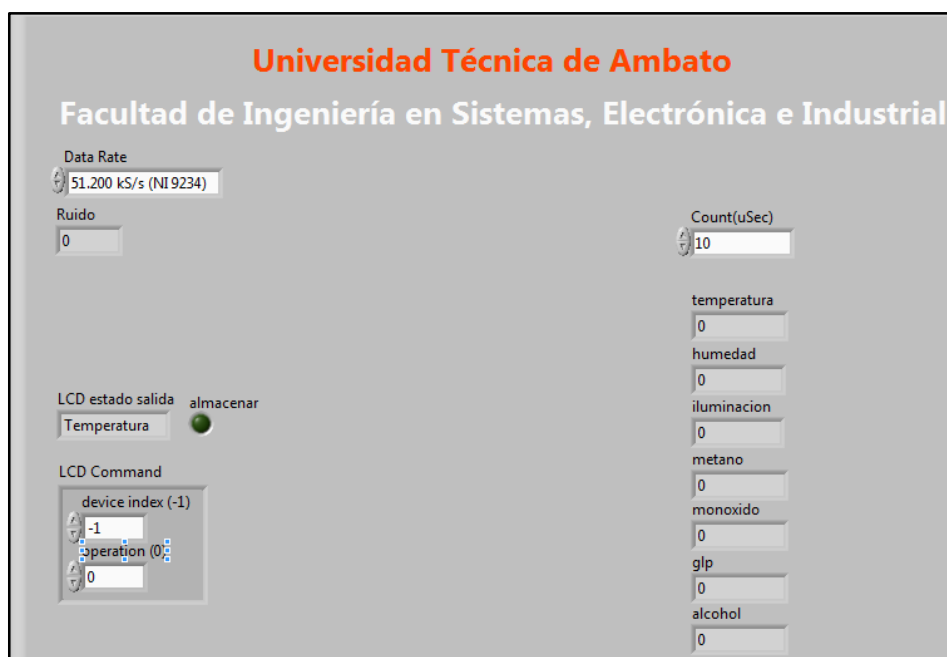 Universidad Técnica de Ambato
Facultad de Ingeniería en Sistemas, Electrónica e Industrial
Data Rate
51.200 kS/s (NI 9234)
Ruido
0
Count(uSec)
10
temperatura
0
humedad
0
LCD estado salida
almacenar
Temperatura
iluminacion
0
LCD Command
device index (-1)
-1
operation (0)
0
metano
0
monoxido
0
glp
0
alcohol
0